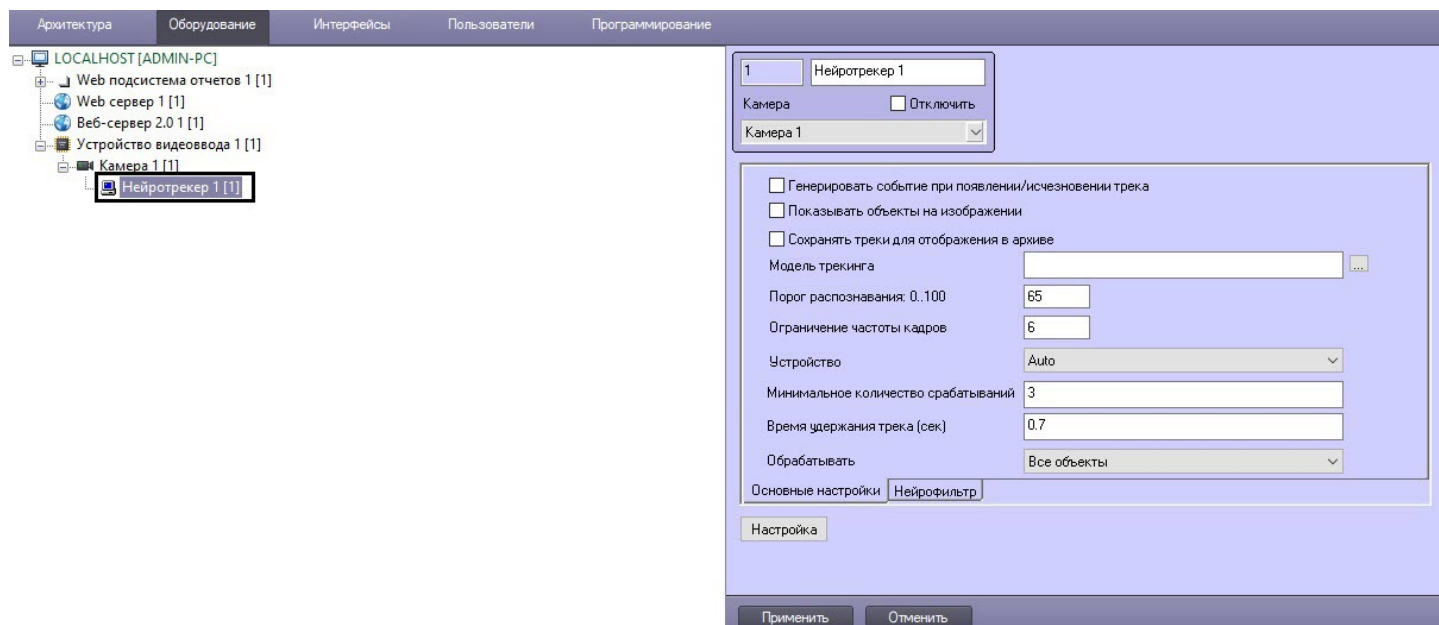 Архитектура Оборудование Интерфейсы Пользователи Программирование
LOCALHOST [ADMIN-PC]
Web подсистема отчетов 1 [1]
Web сервер 1 [1]
Веб-сервер 2.0 1 [1]
Устройство видеоввода 1 [1]
Камера 1 [1]
Нейротрекер 1 [1]
1 Нейротрекер 1
Камера Отключить
Камера 1
Генерировать событие при появлении/исчезновении трека
Показывать объекты на изображении
Сохранять треки для отображения в архиве
Модель трекинга ...
Порог распознавания: 0..100 65
Ограничение частоты кадров 6
Устройство Auto
Минимальное количество срабатываний 3
Время удержания трека (сек) 0.7
Обрабатывать Все объекты
Основные настройки Нейрофильтр
Настройка
Применить Отменить